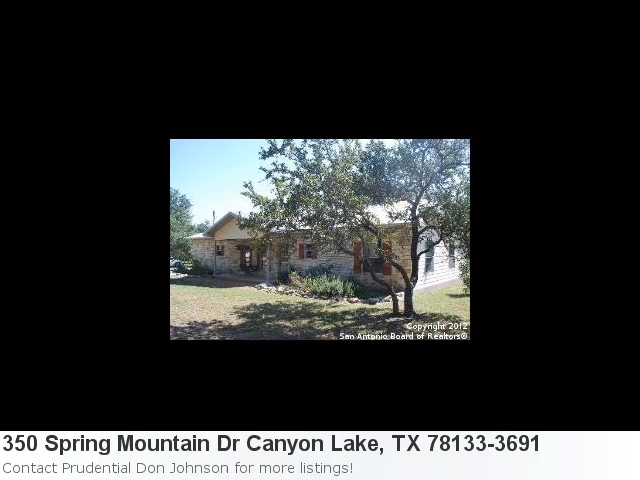 Copyright 2012
San Antonio Board of Realtors®
350 Spring Mountain Dr Canyon Lake, TX 78133-3691
Contact Prudential Don Johnson for more listings!